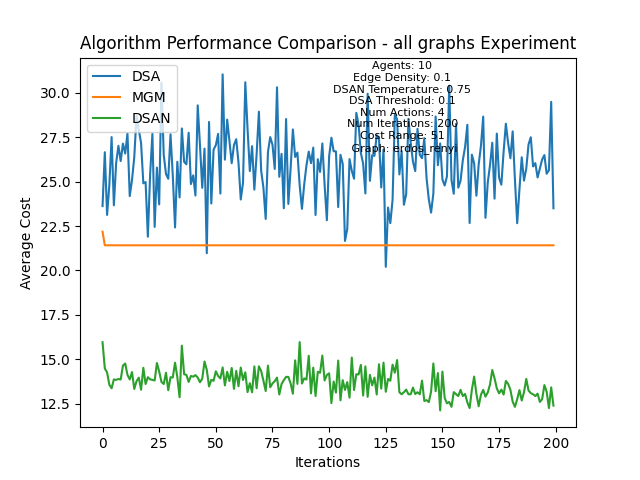 Algorithm Performance Comparison - all graphs Experiment
DSA
MGM
DSAN
Agents: 10
Edge Density: 0.1
DSAN Temperature: 0.75
DSA Threshold: 0.1
Num Actions: 4
Num Iterations: 200
Cost Range: 51
Graph: erdos_renyi
Average Cost
30.0
27.5
25.0
22.5
20.0
17.5
15.0
12.5
0 25 50 75 100 125 150 175 200
Iterations